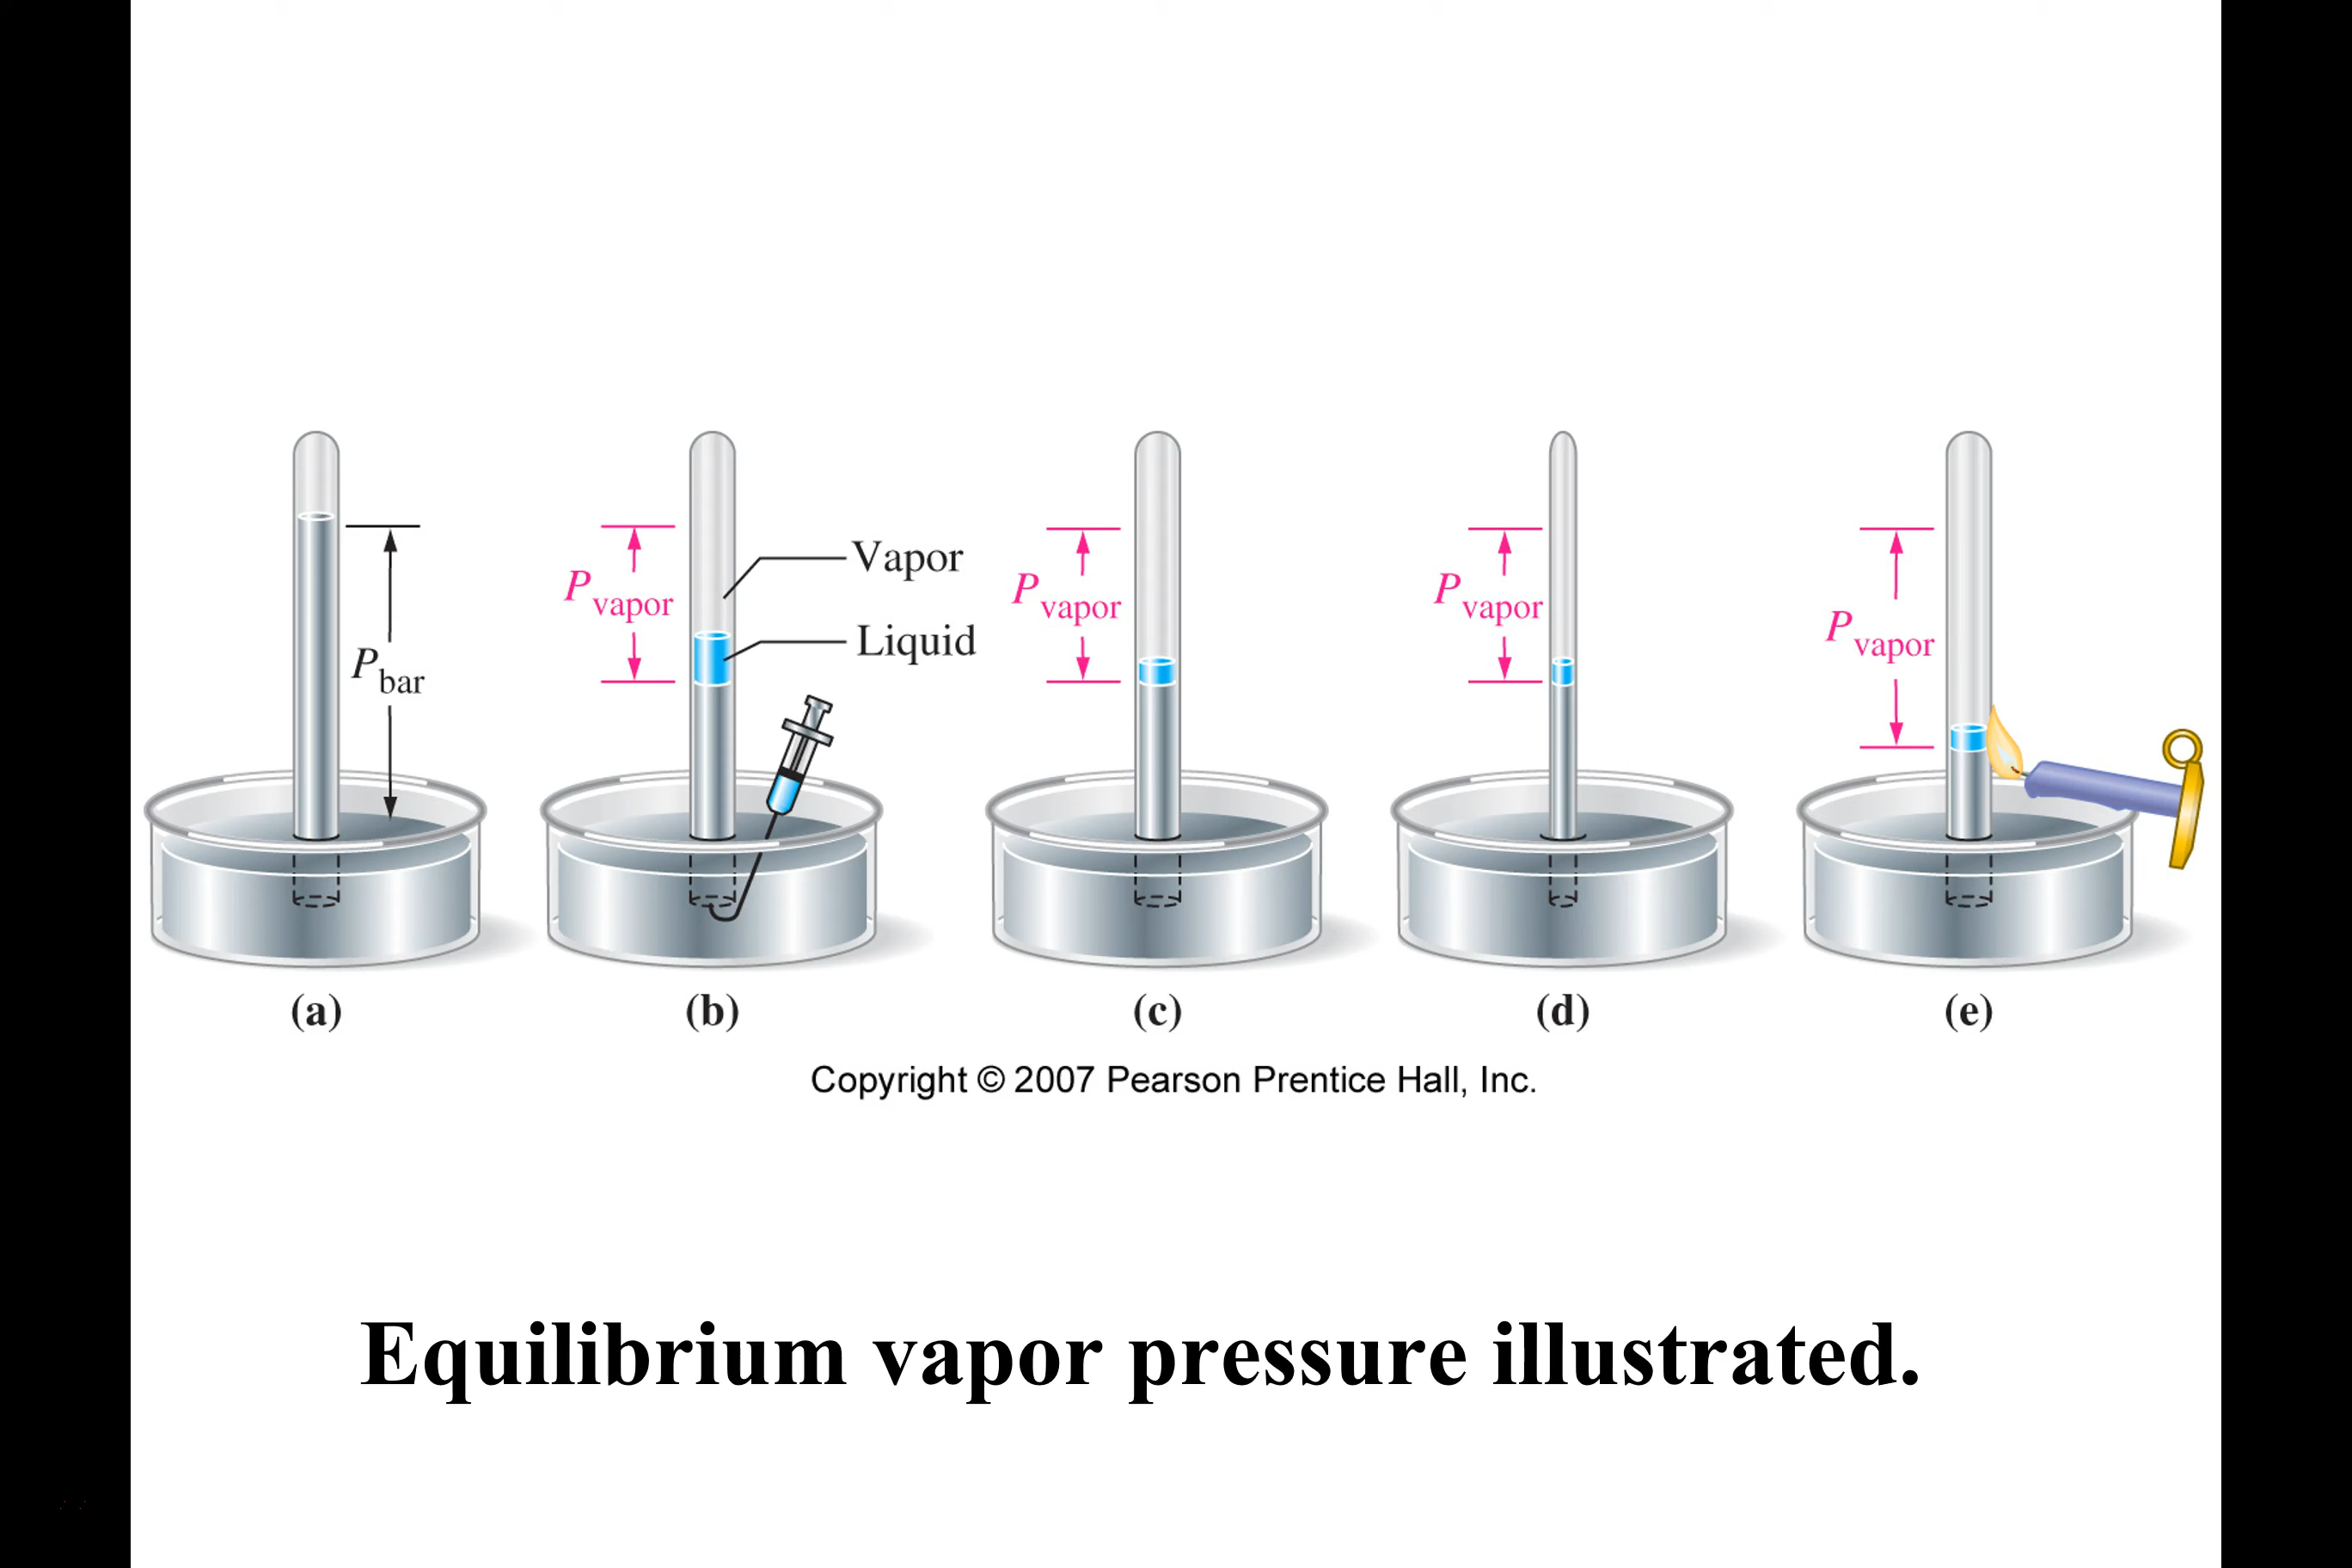 Vapor
Liquid
P vapor
P vapor
P vapor
P vapor
P bar
(a)
(b)
(c)
(d)
(e)
Copyright © 2007 Pearson Prentice Hall, Inc.
Equilibrium vapor pressure illustrated.